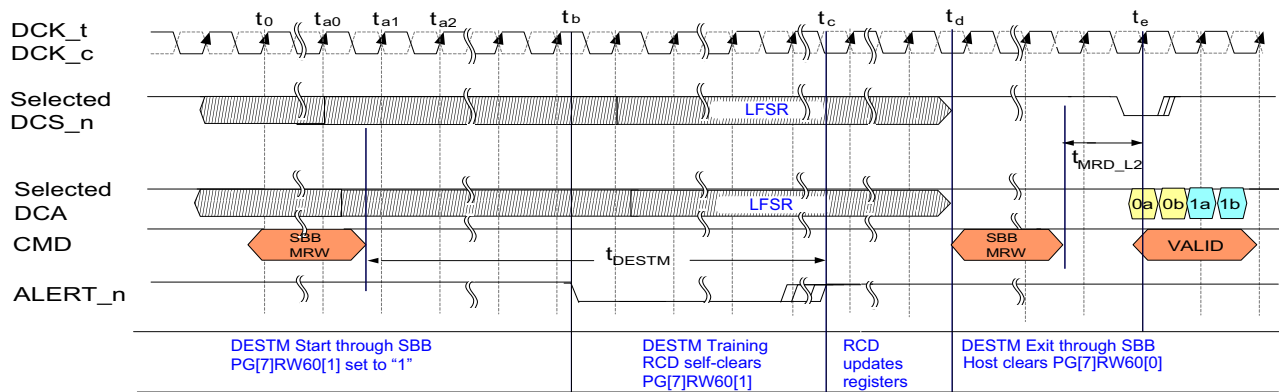 t0 ta0 ta1 ta2 tb tc td te
DCK_t
DCK_c
Selected
DCS_n
LFSR
tMRD_L2
Selected
DCA
LFSR
0a 0b 1a 1b
CMD
SBB
MRW
SBB
MRW
VALID
tDESTM
ALERT_n
DESTM Start through SBB
PG[7]RW60[1] set to “1”
DESTM Training
RCD self-clears
PG[7]RW60[1]
RCD
updates
registers
DESTM Exit through SBB
Host clears PG[7]RW60[0]